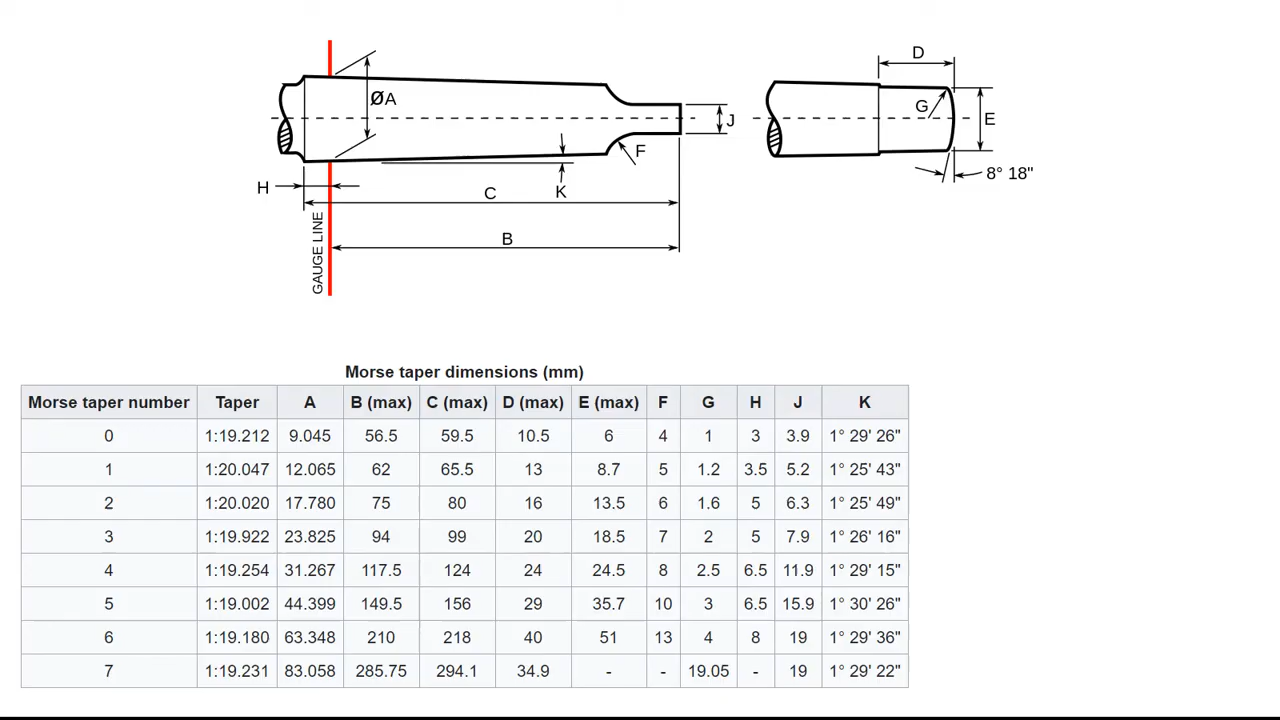 D
ØA
G
J
E
F
8° 18"
H
K
C
B
GAUGE LINE
Morse taper dimensions (mm)
Morse taper number Taper A B (max) C (max) D (max) E (max) F G H J K
0 1:19.212 9.045 56.5 59.5 10.5 6 4 1 3 3.9 1° 29' 26"
1 1:20.047 12.065 62 65.5 13 8.7 5 1.2 3.5 5.2 1° 25' 43"
2 1:20.020 17.780 75 80 16 13.5 6 1.6 5 6.3 1° 25' 49"
3 1:19.922 23.825 94 99 20 18.5 7 2 5 7.9 1° 26' 16"
4 1:19.254 31.267 117.5 124 24 24.5 8 2.5 6.5 11.9 1° 29' 15"
5 1:19.002 44.399 149.5 156 29 35.7 10 3 6.5 15.9 1° 30' 26"
6 1:19.180 63.348 210 218 40 51 13 4 8 19 1° 29' 36"
7 1:19.231 83.058 285.75 294.1 34.9 - - 19.05 - 19 1° 29' 22"